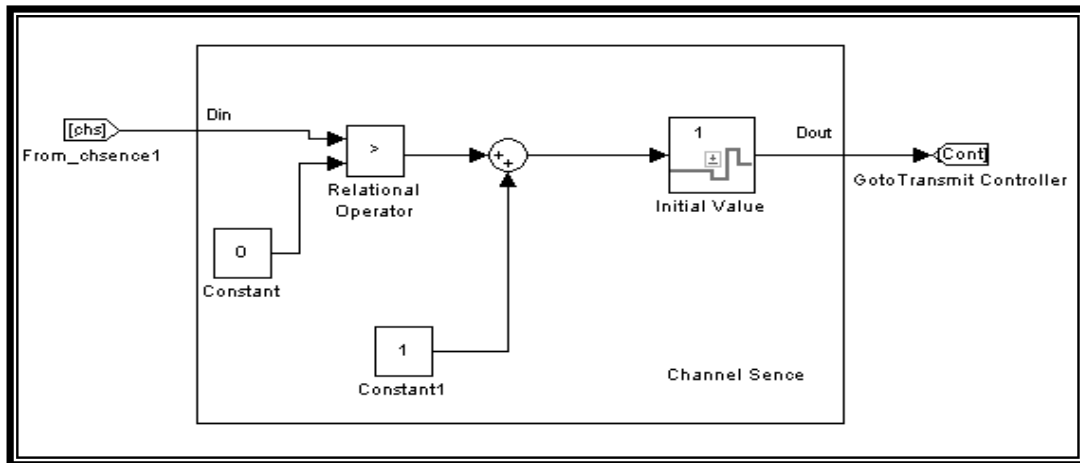 Din
[chs]
From_chsence1
>
Relational
Operator
+
+
1
Initial Value
Dout
[Cont]
GotoTransmit Controller
0
Constant
1
Constant1
Channel Sence